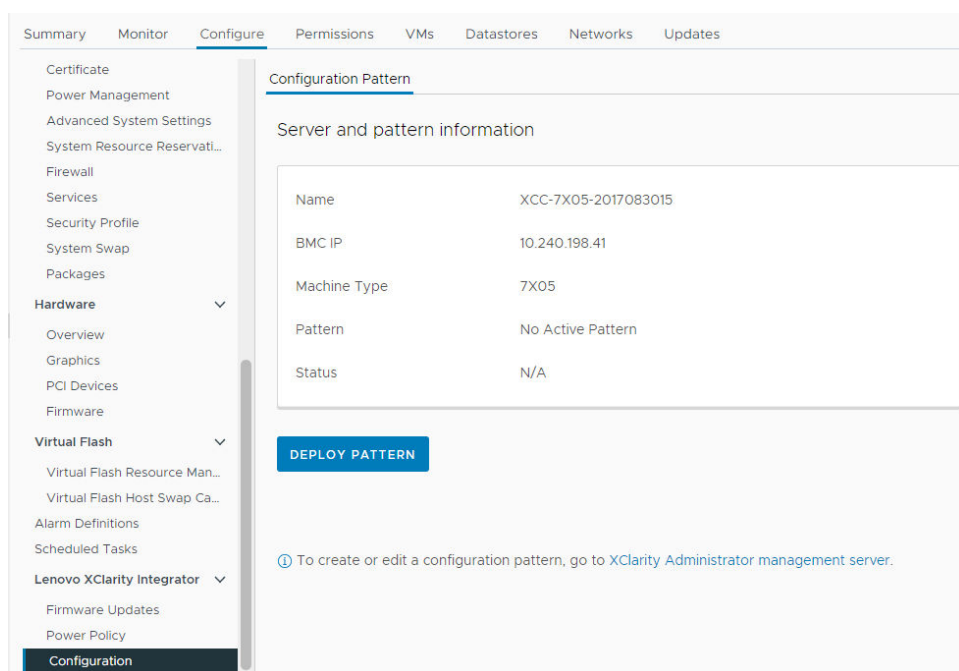 Summary Monitor Configure Permissions VMs Datastores Networks Updates
Certificate
Power Management
Advanced System Settings
System Resource Reservati...
Firewall
Services
Security Profile
System Swap
Packages
Hardware
Overview
Graphics
PCI Devices
Firmware
Virtual Flash
Virtual Flash Resource Man...
Virtual Flash Host Swap Ca...
Alarm Definitions
Scheduled Tasks
Lenovo XClarity Integrator
Firmware Updates
Power Policy
Configuration
Configuration Pattern
Server and pattern information
Name XCC-7X05-2017083015
BMC IP 10.240.198.41
Machine Type 7X05
Pattern No Active Pattern
Status N/A
DEPLOY PATTERN
To create or edit a configuration pattern, go to XClarity Administrator management server.